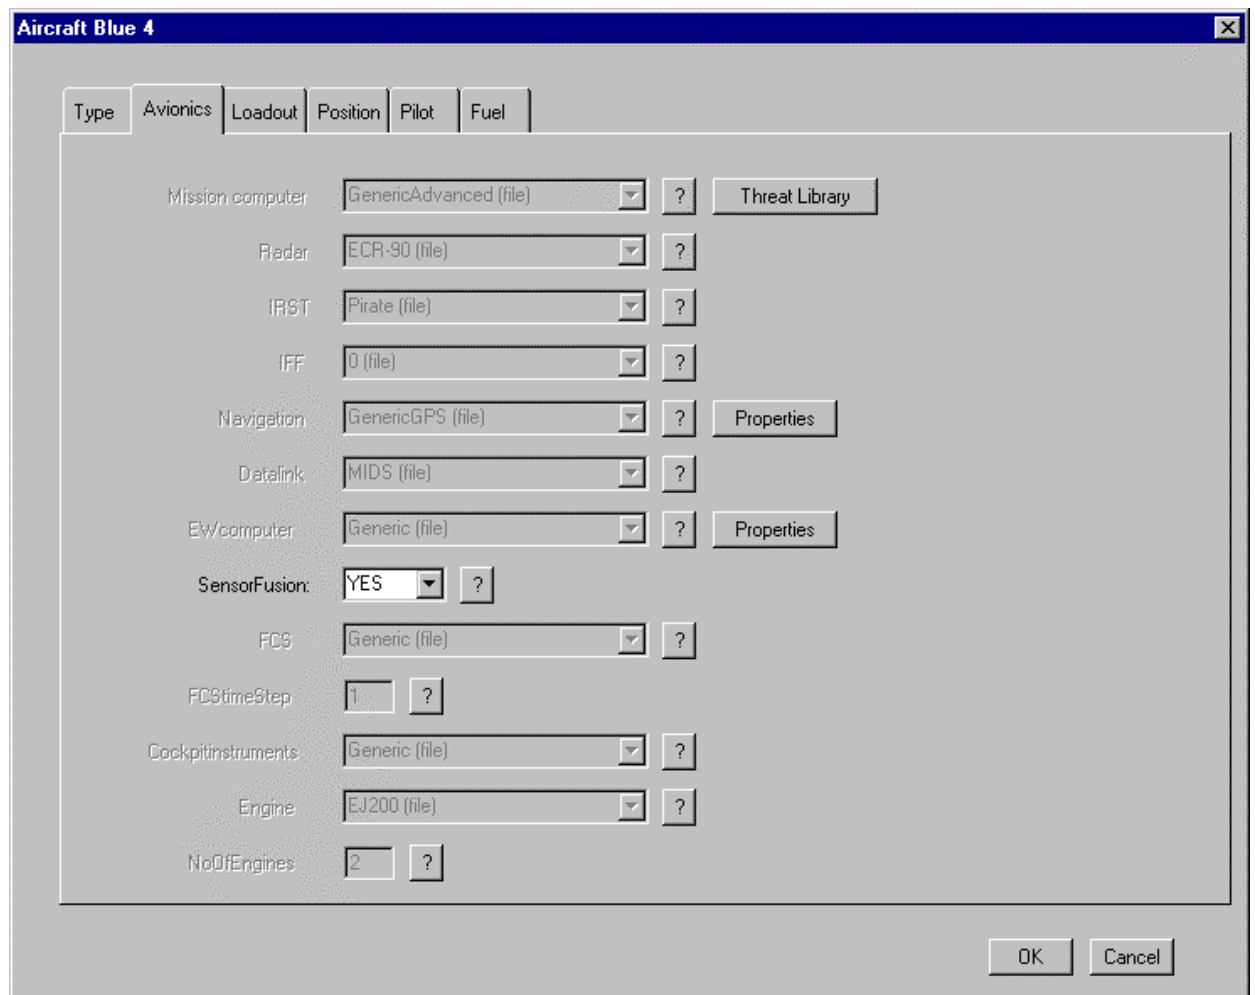 Aircraft Blue 4
Type Avionics Loadout Position Pilot Fuel
Mission computer GenericAdvanced (file) ? Threat Library
Radar ECR-90 (file) ?
IRST Pirate (file) ?
IFF 0 (file) ?
Navigation GenericGPS (file) ? Properties
Datalink MIDS (file) ?
EWcomputer Generic (file) ? Properties
SensorFusion: YES ?
FCS Generic (file) ?
FCStimeStep 1 ?
Cockpitinstruments Generic (file) ?
Engine EJ200 (file) ?
NoOfEngines 2 ?
OK Cancel